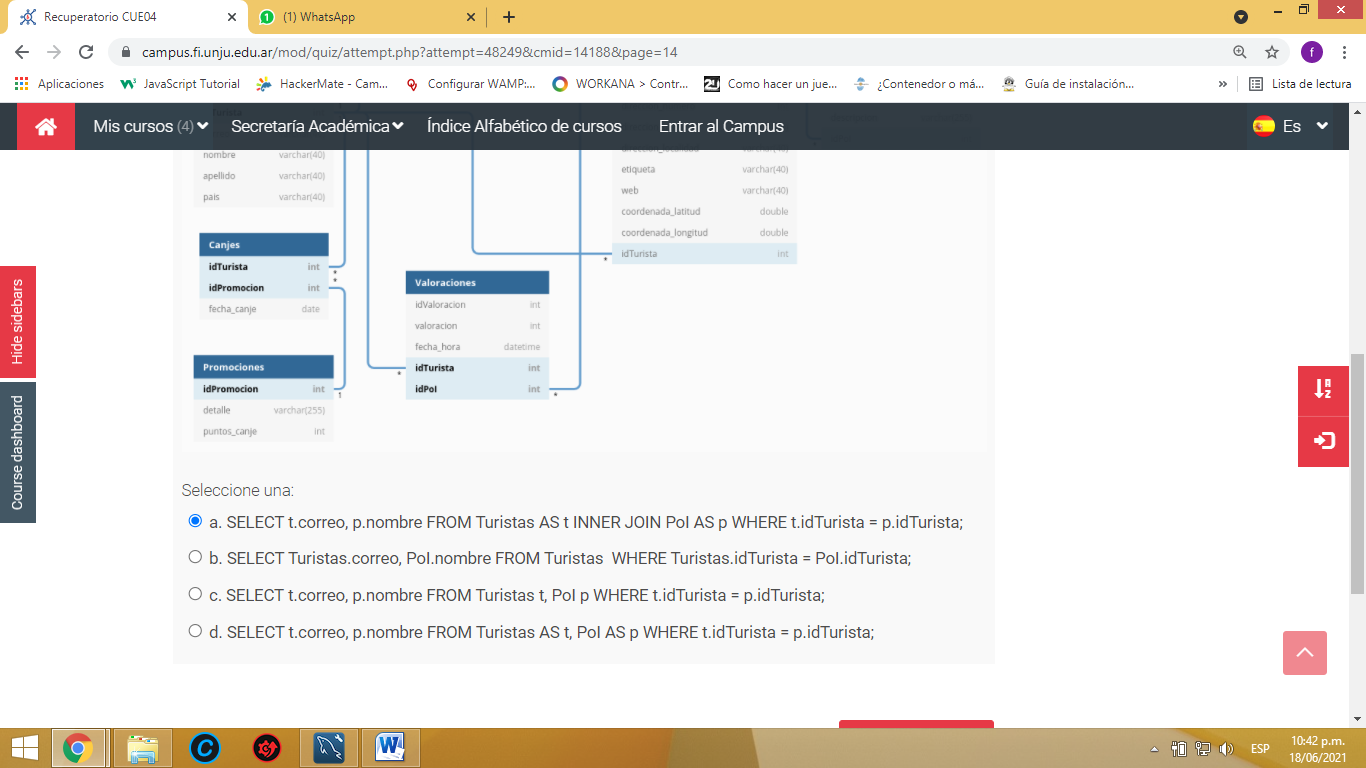 Recuperatorio CUE04
(1) WhatsApp
campus.fi.unju.edu.ar/mod/quiz/attempt.php?attempt=48249&cmid=14188&page=14
f
Aplicaciones
JavaScript Tutorial
HackerMate - Cam...
Configurar WAMP:...
WORKANA > Contr...
Como hacer un jue...
¿Contenedor o má...
Guía de instalación...
»
Lista de lectura
Mis cursos (4)
Secretaría Académica
Índice Alfabético de cursos
Entrar al Campus
Es
nombre varchar(40)
apellido varchar(40)
pais varchar(40)
etiqueta varchar(40)
web varchar(40)
coordenada_latitud double
coordenada_longitud double
idTurista int
Canjes
idTurista int
idPromocion int
fecha_canje date
Valoraciones
idValoracion int
valoracion int
fecha_hora datetime
idTurista int
idPoI int
Promociones
idPromocion int
detalle varchar(255)
puntos_canje int
*
*
*
1
*
*
Hide sidebars
Course dashboard
Seleccione una:
a. SELECT t.correo, p.nombre FROM Turistas AS t INNER JOIN PoI AS p WHERE t.idTurista = p.idTurista;
b. SELECT Turistas.correo, PoI.nombre FROM Turistas WHERE Turistas.idTurista = PoI.idTurista;
c. SELECT t.correo, p.nombre FROM Turistas t, PoI p WHERE t.idTurista = p.idTurista;
d. SELECT t.correo, p.nombre FROM Turistas AS t, PoI AS p WHERE t.idTurista = p.idTurista;
ESP
10:42 p.m.
18/06/2021